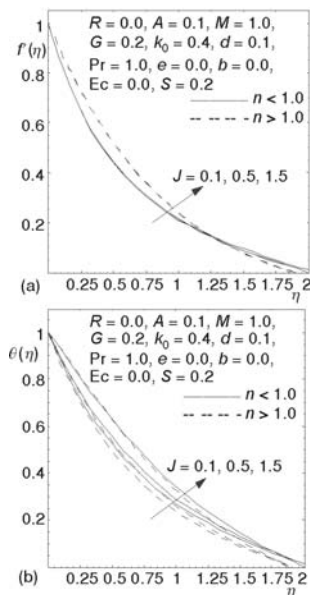 R = 0.0, A = 0.1, M = 1.0,
f'(η)
G = 0.2, k0 = 0.4, d = 0.1,
Pr = 1.0, e = 0.0, b = 0.0,
Ec = 0.0, S = 0.2
n < 1.0
n > 1.0
J = 0.1, 0.5, 1.5
1
0.8
0.6
0.4
0.2
(a)
0.25 0.5 0.75 1 1.25 1.5 1.75 2
η
R = 0.0, A = 0.1, M = 1.0,
θ(η)
G = 0.2, k0 = 0.4, d = 0.1,
Pr = 1.0, e = 0.0, b = 0.0,
Ec = 0.0, S = 0.2
n < 1.0
n > 1.0
J = 0.1, 0.5, 1.5
1
0.8
0.6
0.4
0.2
(b)
0.25 0.5 0.75 1 1.25 1.5 1.75 2
η